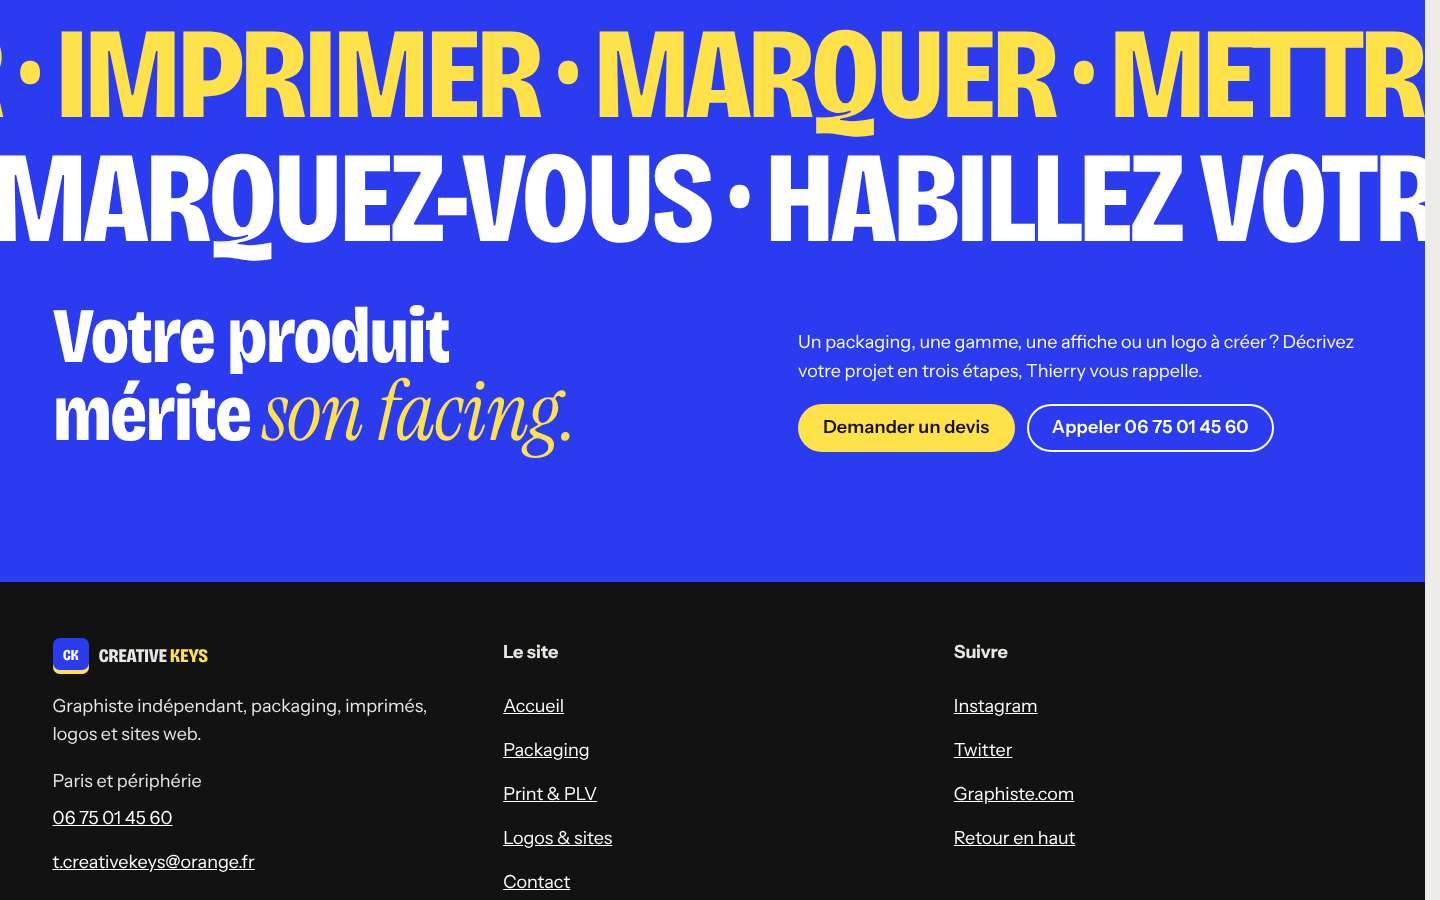 · IMPRIMER · MARQUER · METTR
MARQUEZ-VOUS · HABILLEZ VOTR
Votre produit
mérite son facing.
Un packaging, une gamme, une affiche ou un logo à créer ? Décrivez
votre projet en trois étapes, Thierry vous rappelle.
Demander un devis
Appeler 06 75 01 45 60
CK CREATIVE KEYS
Graphiste indépendant, packaging, imprimés,
logos et sites web.
Paris et périphérie
06 75 01 45 60
t.creativekeys@orange.fr
Le site
Accueil
Packaging
Print & PLV
Logos & sites
Contact
Suivre
Instagram
Twitter
Graphiste.com
Retour en haut